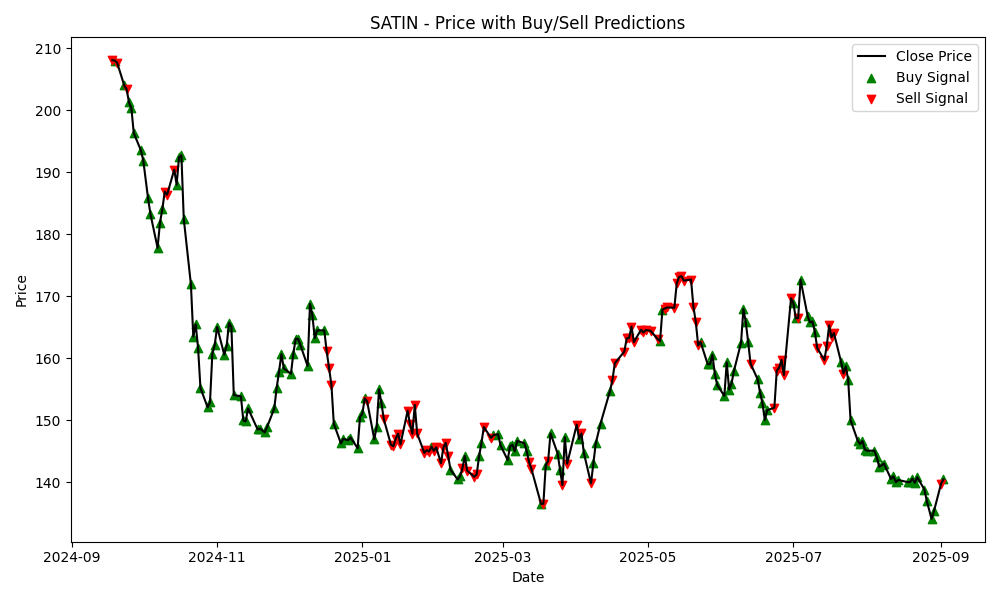 SATIN - Price with Buy/Sell Predictions
Close Price
Buy Signal
Sell Signal
Price
210
200
190
180
170
160
150
140
2024-09
2024-11
2025-01
2025-03
2025-05
2025-07
2025-09
Date